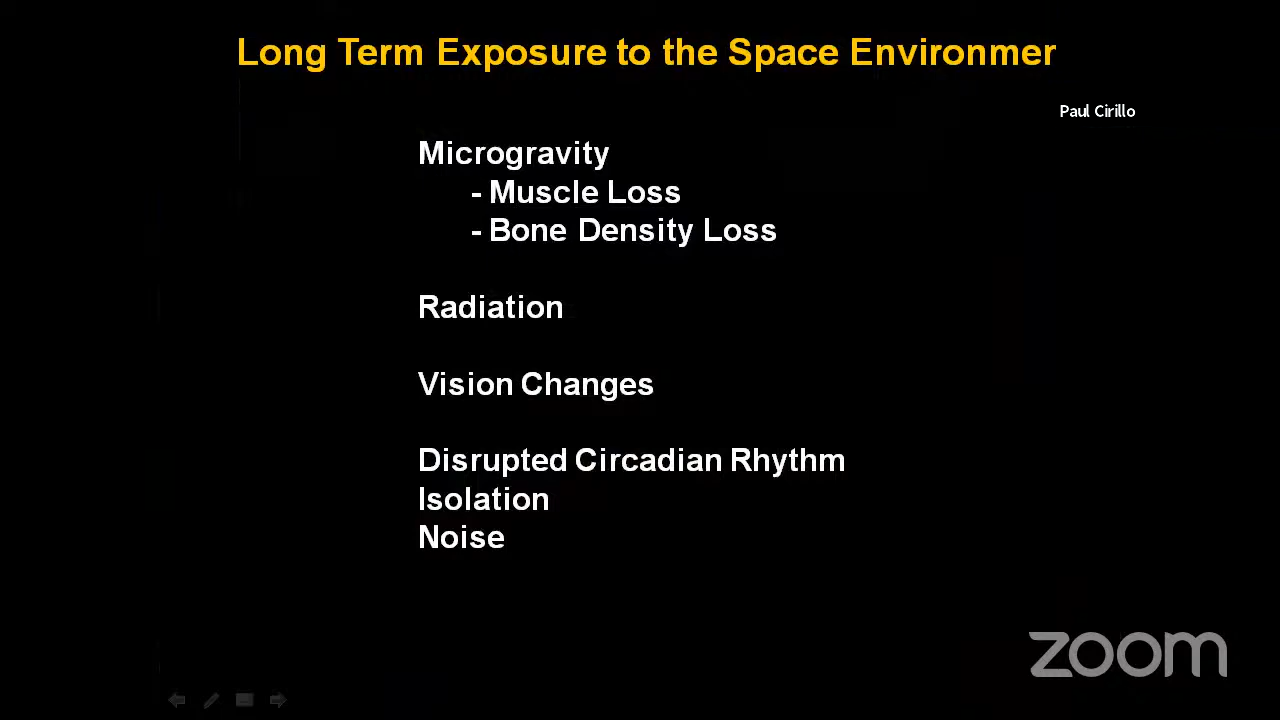 Long Term Exposure to the Space Environmer
Paul Cirillo
Microgravity
- Muscle Loss
- Bone Density Loss
Radiation
Vision Changes
Disrupted Circadian Rhythm
Isolation
Noise
zoom